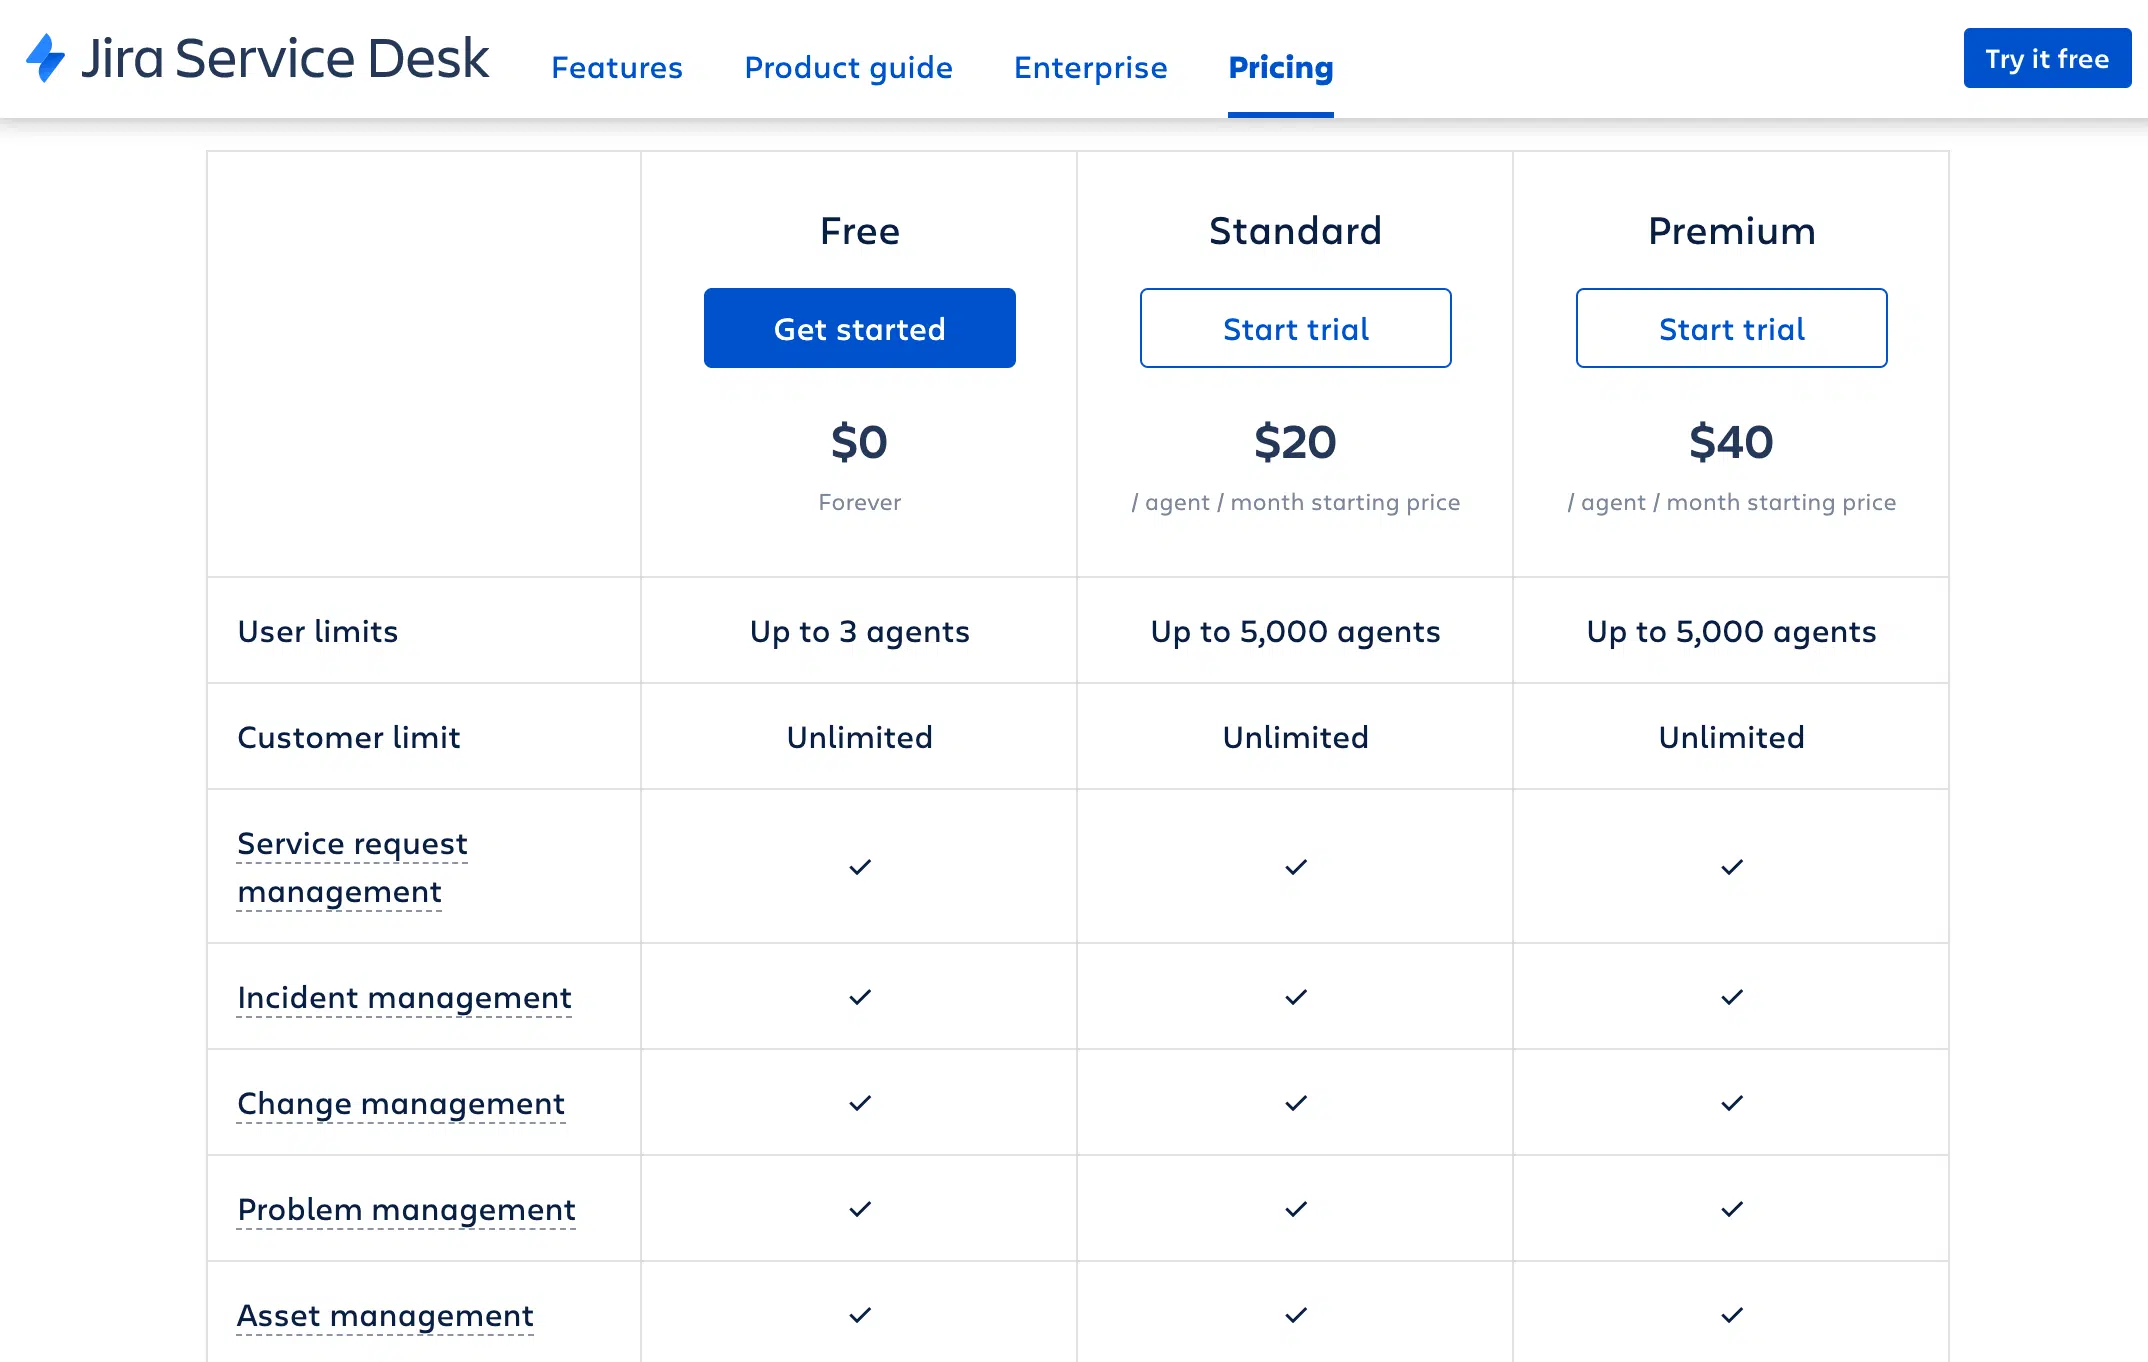 Jira Service Desk
Features
Product guide
Enterprise
Pricing
Try it free
Free
Standard
Premium
Get started
Start trial
Start trial
$0
$20
$40
Forever
/ agent / month starting price
/ agent / month starting price
User limits
Up to 3 agents
Up to 5,000 agents
Up to 5,000 agents
Customer limit
Unlimited
Unlimited
Unlimited
Service request
management
Incident management
Change management
Problem management
Asset management